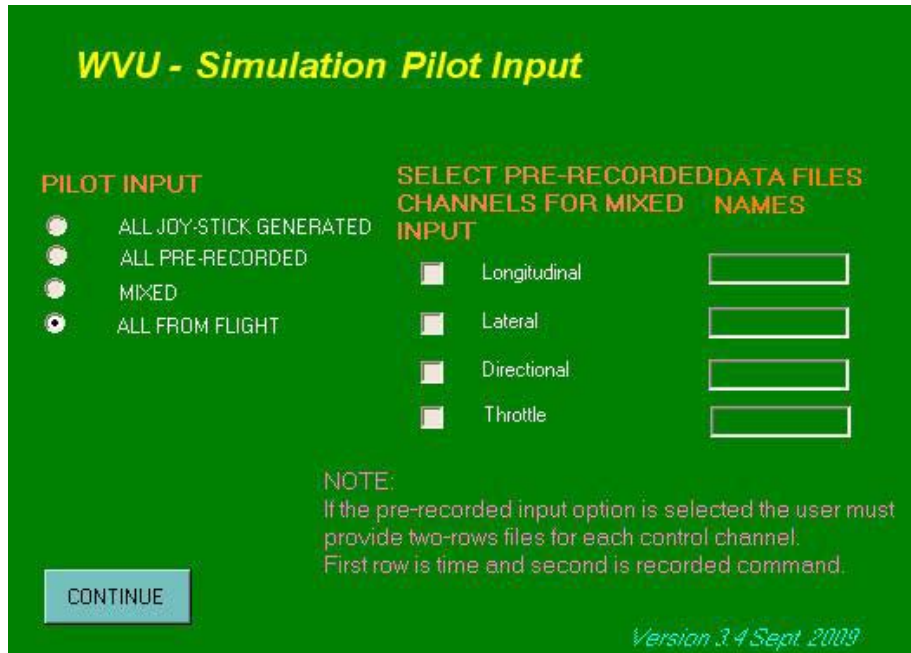 WVU - Simulation Pilot Input
PILOT INPUT
ALL JOY-STICK GENERATED
ALL PRE-RECORDED
MIXED
ALL FROM FLIGHT
SELECT PRE-RECORDED
CHANNELS FOR MIXED
INPUT
DATA FILES
NAMES
Longitudinal
Lateral
Directional
Throttle
NOTE:
If the pre-recorded input option is selected the user must
provide two-rows files for each control channel.
First row is time and second is recorded command.
CONTINUE
Version 3.4 Sept. 2009